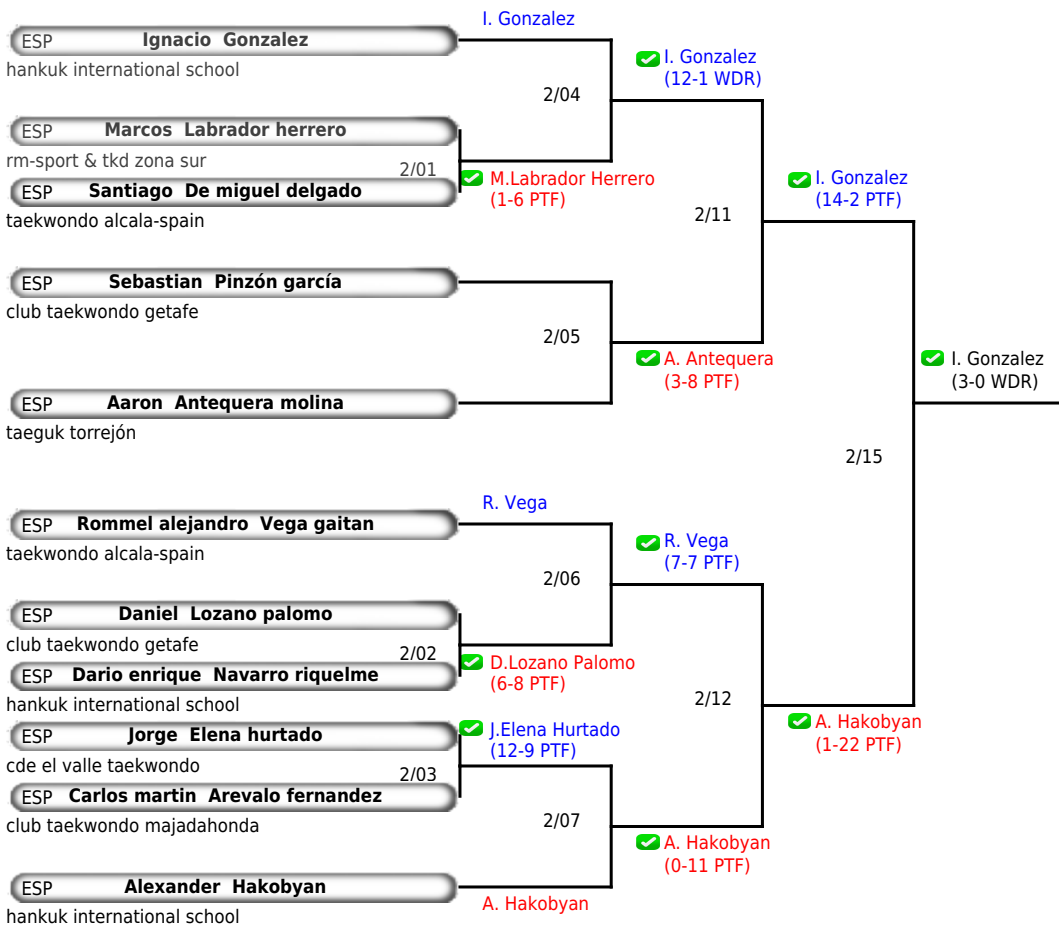 I. Gonzalez
ESP Ignacio Gonzalez
hankuk international school
I. Gonzalez
(12-1 WDR)
2/04
ESP Marcos Labrador herrero
rm-sport & tkd zona sur
2/01
M.Labrador Herrero
(1-6 PTF)
ESP Santiago De miguel delgado
taekwondo alcala-spain
I. Gonzalez
(14-2 PTF)
2/11
ESP Sebastian Pinzón garcía
club taekwondo getafe
2/05
A. Antequera
(3-8 PTF)
I. Gonzalez
(3-0 WDR)
ESP Aaron Antequera molina
taeguk torrejón
2/15
R. Vega
ESP Rommel alejandro Vega gaitan
taekwondo alcala-spain
R. Vega
(7-7 PTF)
2/06
ESP Daniel Lozano palomo
club taekwondo getafe
2/02
D.Lozano Palomo
(6-8 PTF)
ESP Dario enrique Navarro riquelme
hankuk international school
2/12
A. Hakobyan
(1-22 PTF)
ESP Jorge Elena hurtado
J.Elena Hurtado
(12-9 PTF)
cde el valle taekwondo
2/03
ESP Carlos martin Arevalo fernandez
club taekwondo majadahonda
2/07
A. Hakobyan
(0-11 PTF)
ESP Alexander Hakobyan
A. Hakobyan
hankuk international school